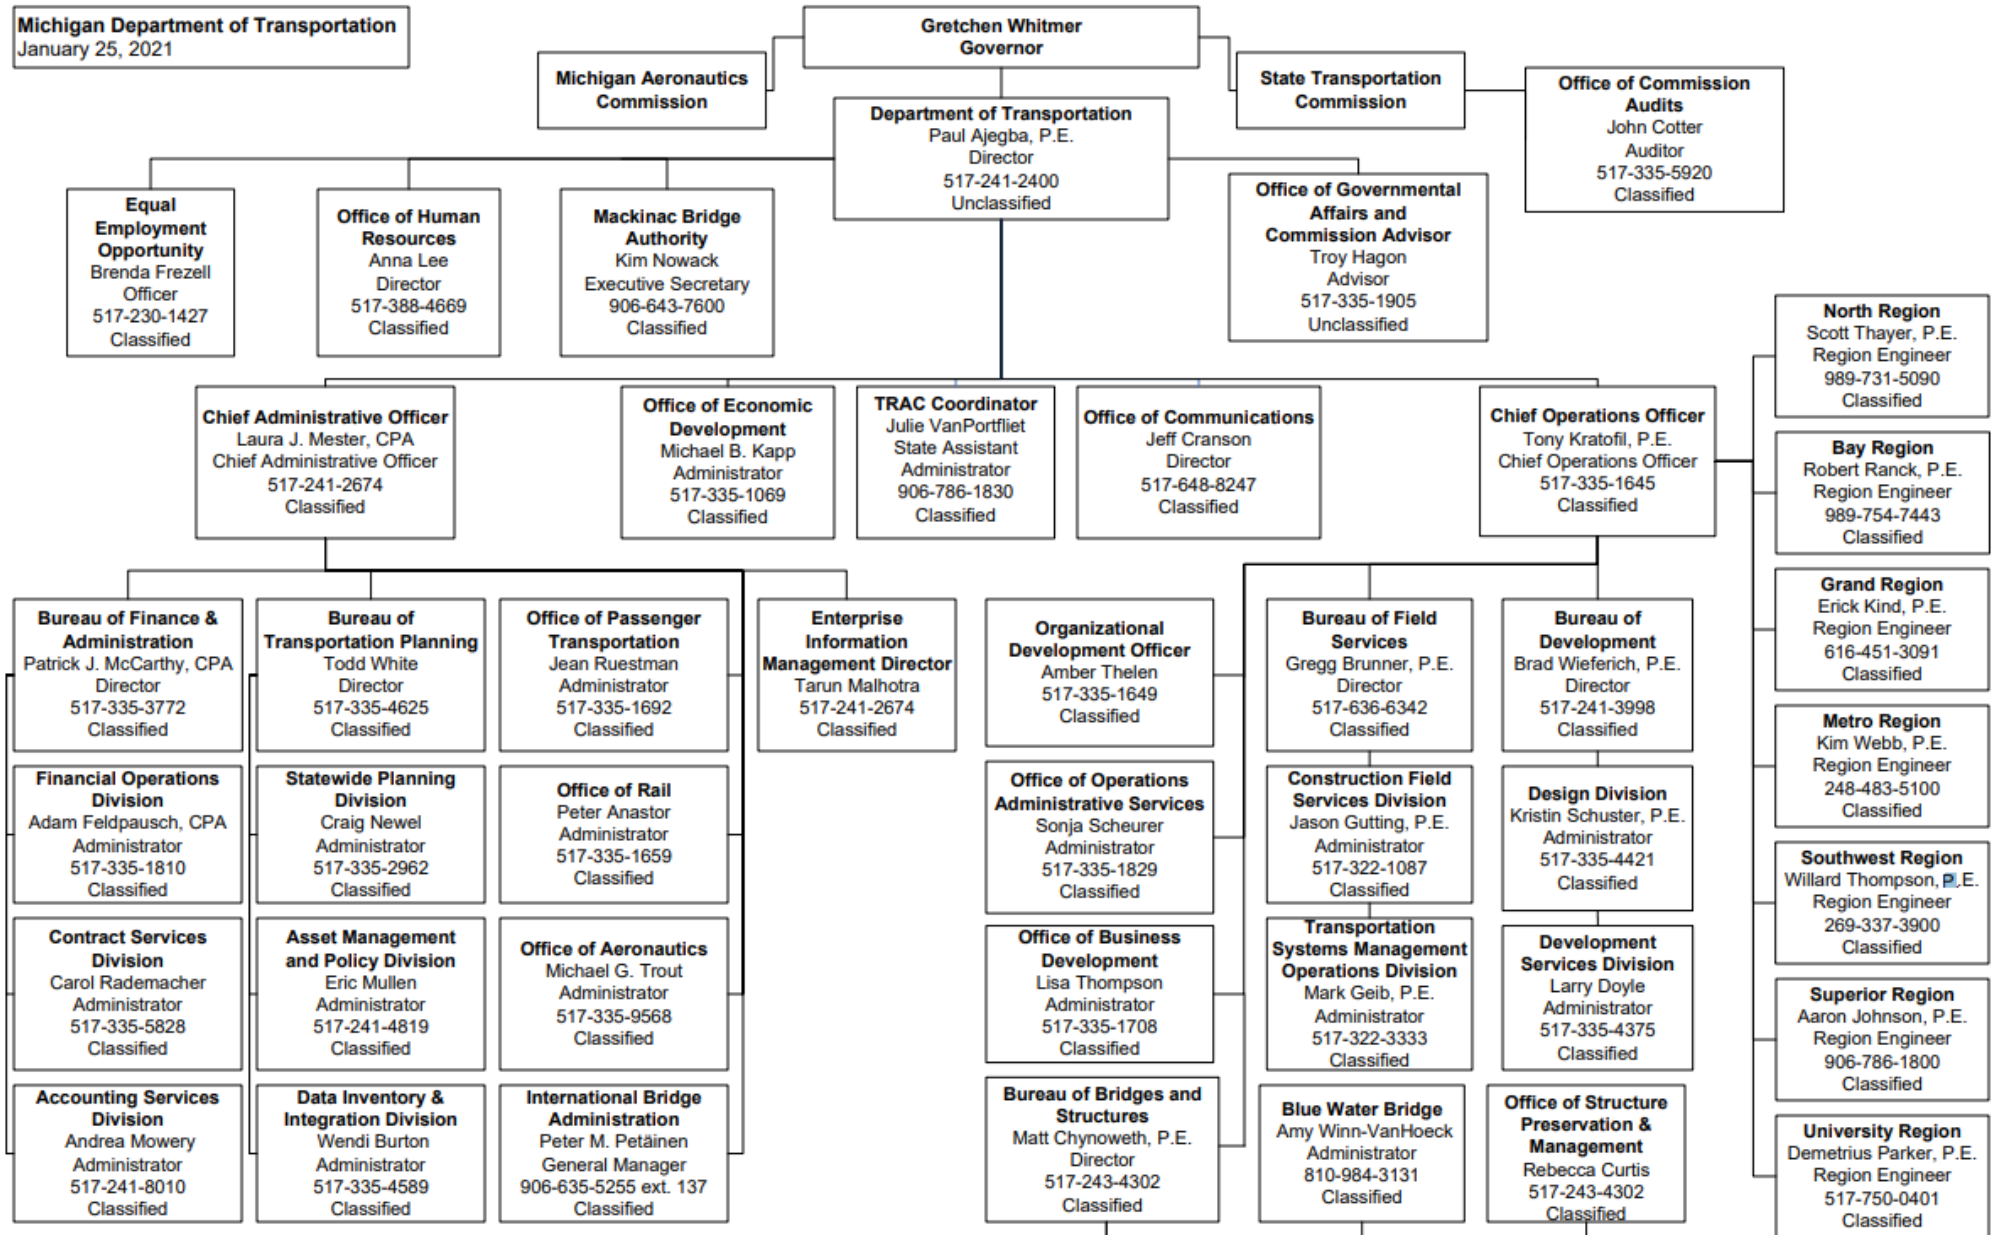 Michigan Department of Transportation
January 25, 2021
Gretchen Whitmer
Governor
Michigan Aeronautics
Commission
State Transportation
Commission
Office of Commission
Audits
John Cotter
Auditor
517-335-5920
Classified
Department of Transportation
Paul Ajegba, P.E.
Director
517-241-2400
Unclassified
Equal
Employment
Opportunity
Brenda Frezell
Officer
517-230-1427
Classified
Office of Human
Resources
Anna Lee
Director
517-388-4669
Classified
Mackinac Bridge
Authority
Kim Nowack
Executive Secretary
906-643-7600
Classified
Office of Governmental
Affairs and
Commission Advisor
Troy Hagon
Advisor
517-335-1905
Unclassified
Chief Administrative Officer
Laura J. Mester, CPA
Chief Administrative Officer
517-241-2674
Classified
Office of Economic
Development
Michael B. Kapp
Administrator
517-335-1069
Classified
TRAC Coordinator
Julie VanPortfliet
State Assistant
Administrator
906-786-1830
Classified
Office of Communications
Jeff Cranson
Director
517-648-8247
Classified
Chief Operations Officer
Tony Kratofil, P.E.
Chief Operations Officer
517-335-1645
Classified
North Region
Scott Thayer, P.E.
Region Engineer
989-731-5090
Classified
Bay Region
Robert Ranck, P.E.
Region Engineer
989-754-7443
Classified
Grand Region
Erick Kind, P.E.
Region Engineer
616-451-3091
Classified
Metro Region
Kim Webb, P.E.
Region Engineer
248-483-5100
Classified
Southwest Region
Willard Thompson, P.E.
Region Engineer
269-337-3900
Classified
Superior Region
Aaron Johnson, P.E.
Region Engineer
906-786-1800
Classified
University Region
Demetrius Parker, P.E.
Region Engineer
517-750-0401
Classified
Bureau of Finance &
Administration
Patrick J. McCarthy, CPA
Director
517-335-3772
Classified
Financial Operations
Division
Adam Feldpausch, CPA
Administrator
517-335-1810
Classified
Contract Services
Division
Carol Rademacher
Administrator
517-335-5828
Classified
Accounting Services
Division
Andrea Mowery
Administrator
517-241-8010
Classified
Bureau of
Transportation Planning
Todd White
Director
517-335-4625
Classified
Statewide Planning
Division
Craig Newel
Administrator
517-335-2962
Classified
Asset Management
and Policy Division
Eric Mullen
Administrator
517-241-4819
Classified
Data Inventory &
Integration Division
Wendi Burton
Administrator
517-335-4589
Classified
Office of Passenger
Transportation
Jean Ruestman
Administrator
517-335-1692
Classified
Office of Rail
Peter Anastor
Administrator
517-335-1659
Classified
Office of Aeronautics
Michael G. Trout
Administrator
517-335-9568
Classified
International Bridge
Administration
Peter M. Petäinen
General Manager
906-635-5255 ext. 137
Classified
Enterprise
Information
Management Director
Tarun Malhotra
517-241-2674
Classified
Organizational
Development Officer
Amber Thelen
517-335-1649
Classified
Office of Operations
Administrative Services
Sonja Scheurer
Administrator
517-335-1829
Classified
Office of Business
Development
Lisa Thompson
Administrator
517-335-1708
Classified
Bureau of Bridges and
Structures
Matt Chynoweth, P.E.
Director
517-243-4302
Classified
Bureau of Field
Services
Gregg Brunner, P.E.
Director
517-636-6342
Classified
Construction Field
Services Division
Jason Gutting, P.E.
Administrator
517-322-1087
Classified
Transportation
Systems Management
Operations Division
Mark Geib, P.E.
Administrator
517-322-3333
Classified
Blue Water Bridge
Amy Winn-VanHoeck
Administrator
810-984-3131
Classified
Bureau of
Development
Brad Wieferich, P.E.
Director
517-241-3998
Classified
Design Division
Kristin Schuster, P.E.
Administrator
517-335-4421
Classified
Development
Services Division
Larry Doyle
Administrator
517-335-4375
Classified
Office of Structure
Preservation &
Management
Rebecca Curtis
517-243-4302
Classified